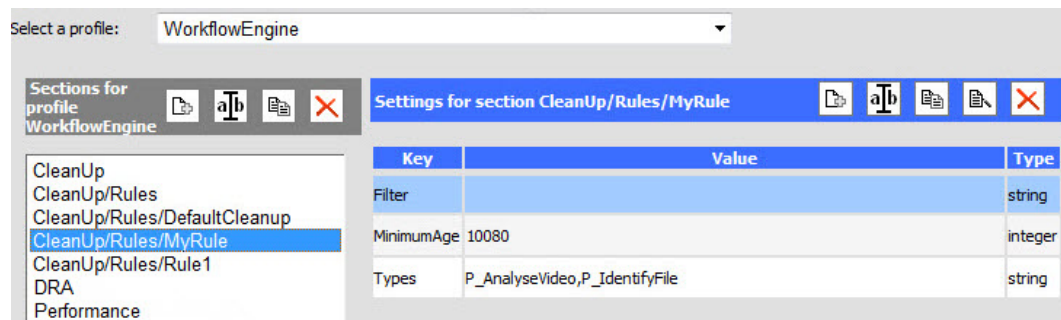 Select a profile: WorkflowEngine
Sections for
profile
WorkflowEngine
aIb
Settings for section CleanUp/Rules/MyRule
aIb
CleanUp
CleanUp/Rules
CleanUp/Rules/DefaultCleanup
CleanUp/Rules/MyRule
CleanUp/Rules/Rule1
DRA
Performance
Key Value Type
Filter string
MinimumAge 10080 integer
Types P_AnalyseVideo,P_IdentifyFile string